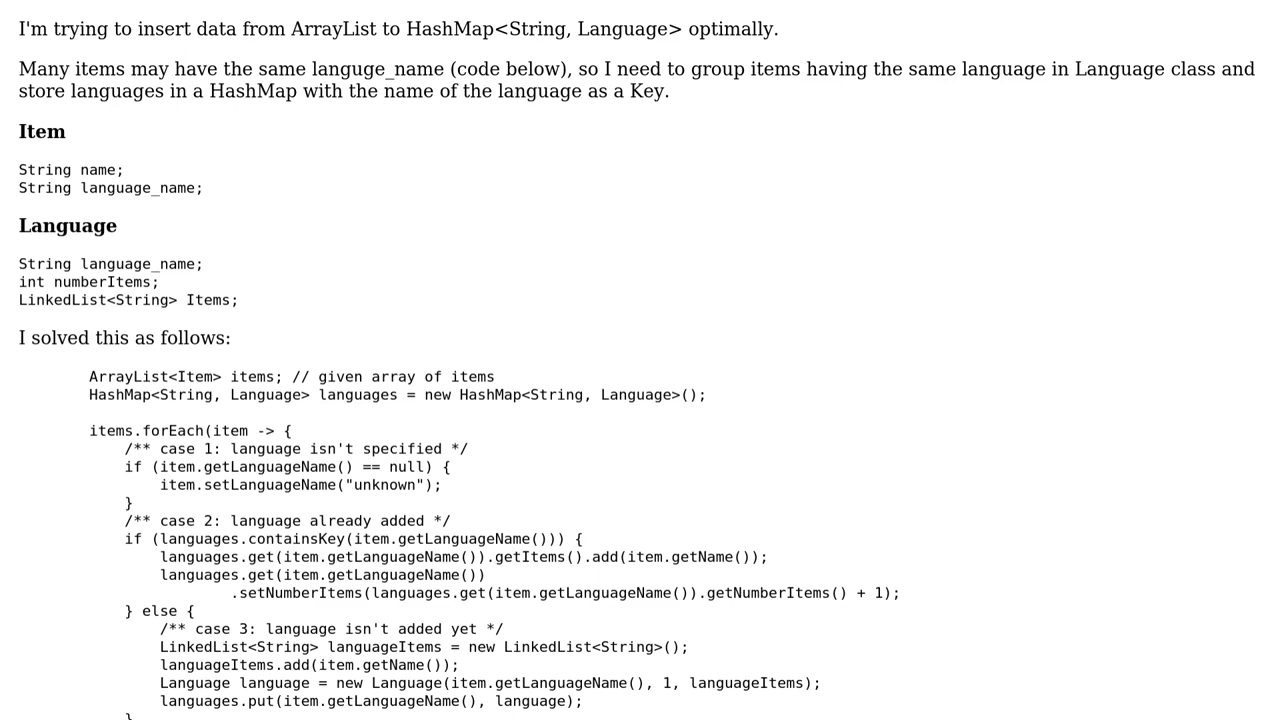 I'm trying to insert data from ArrayList to HashMap<String, Language> optimally.
Many items may have the same languge_name (code below), so I need to group items having the same language in Language class and
store languages in a HashMap with the name of the language as a Key.
Item
String name;
String language_name;
Language
String language_name;
int numberItems;
LinkedList<String> Items;
I solved this as follows:
        ArrayList<Item> items; // given array of items
        HashMap<String, Language> languages = new HashMap<String, Language>();

        items.forEach(item -> {
            /** case 1: language isn't specified */
            if (item.getLanguageName() == null) {
                item.setLanguageName("unknown");
            }
            /** case 2: language already added */
            if (languages.containsKey(item.getLanguageName())) {
                languages.get(item.getLanguageName()).getItems().add(item.getName());
                languages.get(item.getLanguageName())
                        .setNumberItems(languages.get(item.getLanguageName()).getNumberItems() + 1);
            } else {
                /** case 3: language isn't added yet */
                LinkedList<String> languageItems = new LinkedList<String>();
                languageItems.add(item.getName());
                Language language = new Language(item.getLanguageName(), 1, languageItems);
                languages.put(item.getLanguageName(), language);
            }